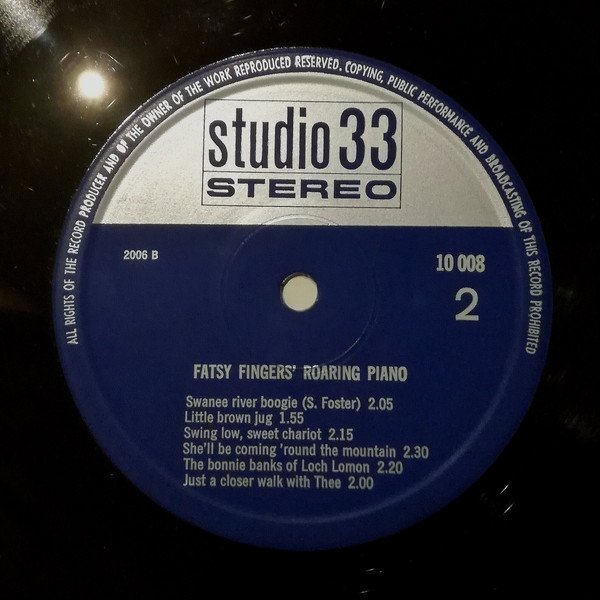 ALL RIGHTS OF THE RECORD PRODUCER AND OF THE OWNER OF THE WORK REPRODUCED RESERVED. COPYING, PUBLIC PERFORMANCE AND BROADCASTING OF THIS RECORD PROHIBITED
studio 33
STEREO
2006 B
10 008
2
FATSY FINGERS' ROARING PIANO
Swanee river boogie (S. Foster) 2.05
Little brown jug 1.55
Swing low, sweet chariot 2.15
She'll be coming 'round the mountain 2.30
The bonnie banks of Loch Lomon 2.20
Just a closer walk with Thee 2.00